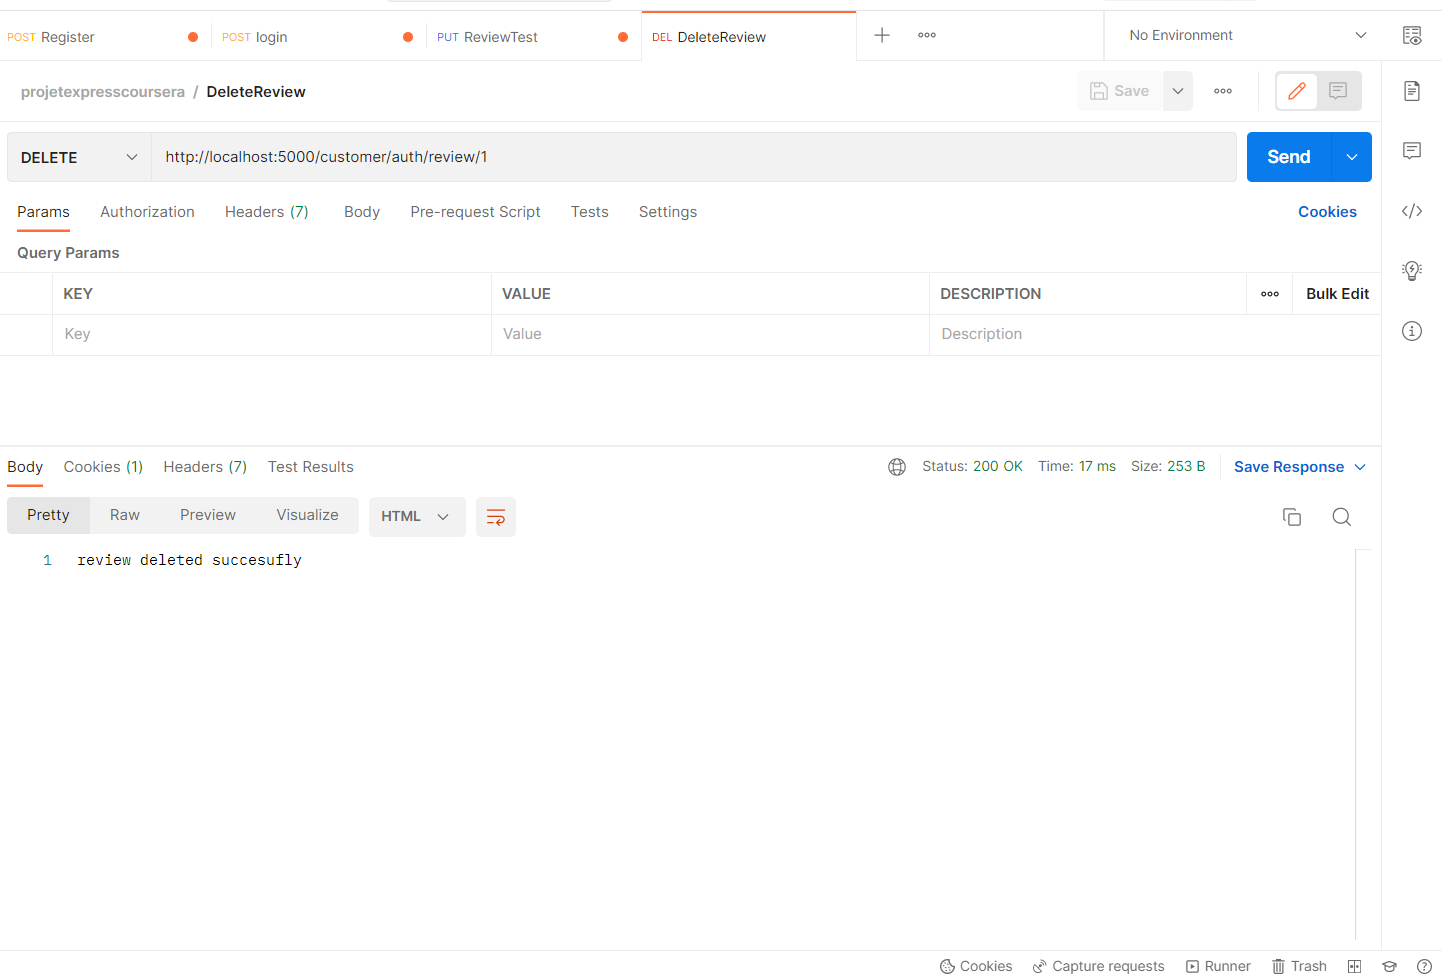 POST Register POST login PUT ReviewTest DEL DeleteReview No Environment
projetexpresscoursera / DeleteReview Save
DELETE http://localhost:5000/customer/auth/review/1 Send
Params Authorization Headers (7) Body Pre-request Script Tests Settings Cookies
Query Params
KEY VALUE DESCRIPTION Bulk Edit
Key Value Description
Body Cookies (1) Headers (7) Test Results Status: 200 OK Time: 17 ms Size: 253 B Save Response
Pretty Raw Preview Visualize HTML
1 review deleted succesufly
Cookies Capture requests Runner Trash